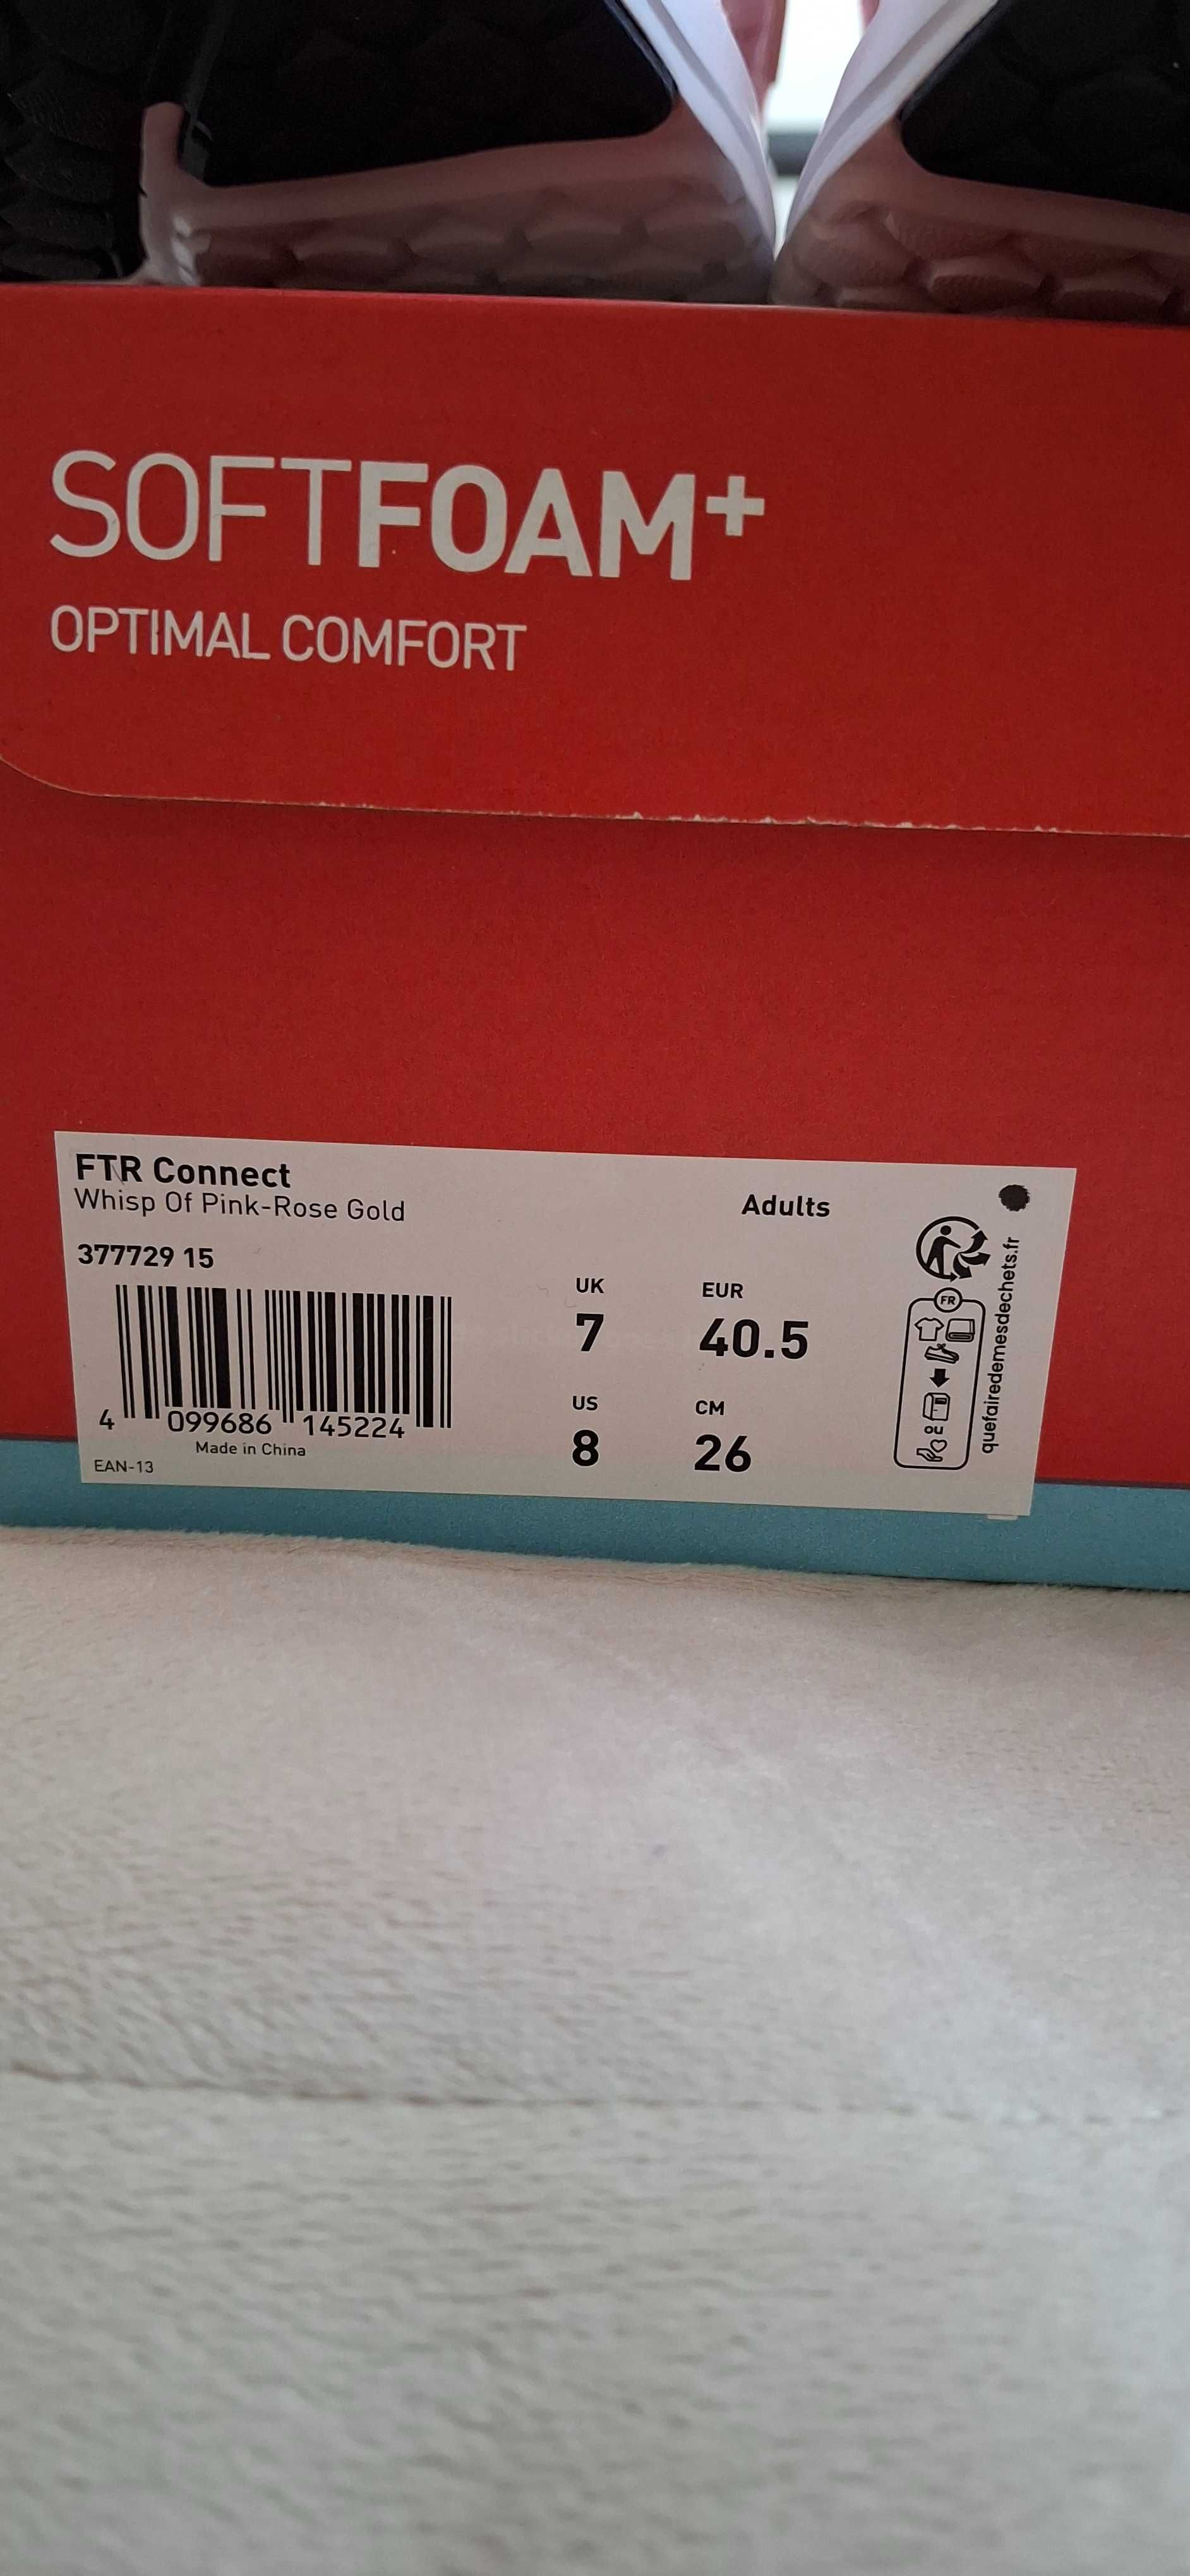 SOFTFOAM+
OPTIMAL COMFORT
FTR Connect
Whisp Of Pink-Rose Gold
Adults
377729 15
UK
EUR
7
40.5
US
CM
8
26
4 099686 145224
Made in China
EAN-13
FR
OU
quefairedemesdechets.fr